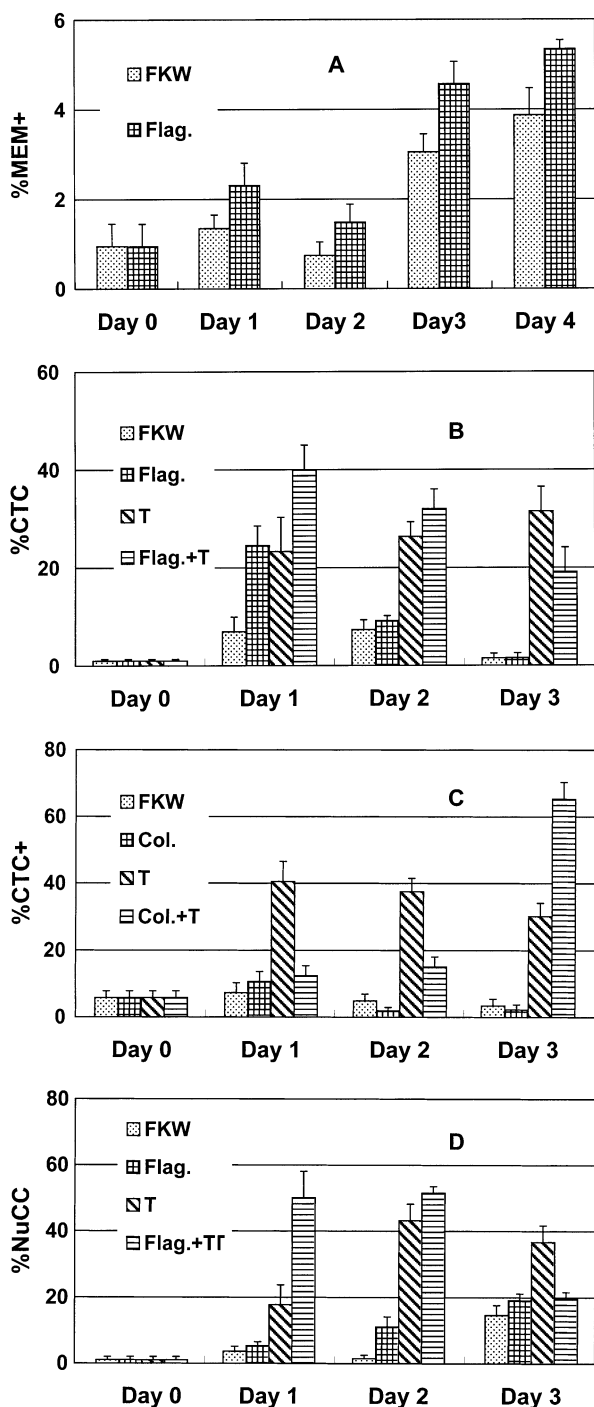 6
A
FKW
Flag.
4
%MEM+
2
0
Day 0 Day 1 Day 2 Day3 Day 4
60
B
FKW
Flag.
T
Flag.+T
40
%CTC
20
0
Day 0 Day 1 Day 2 Day 3
80
C
FKW
Col.
T
Col.+T
60
%CTC+
40
20
0
Day 0 Day 1 Day 2 Day 3
80
D
FKW
Flag.
T
Flag.+TT
60
%NuCC
40
20
0
Day 0 Day 1 Day 2 Day 3